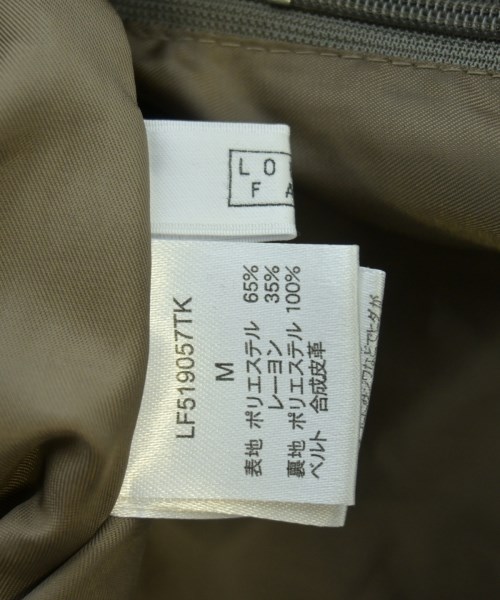 L O
F A
LF519057TK
M
表地 ポリエステル 65%
レーヨン 35%
裏地 ポリエステル 100%
ベルト 合成皮革